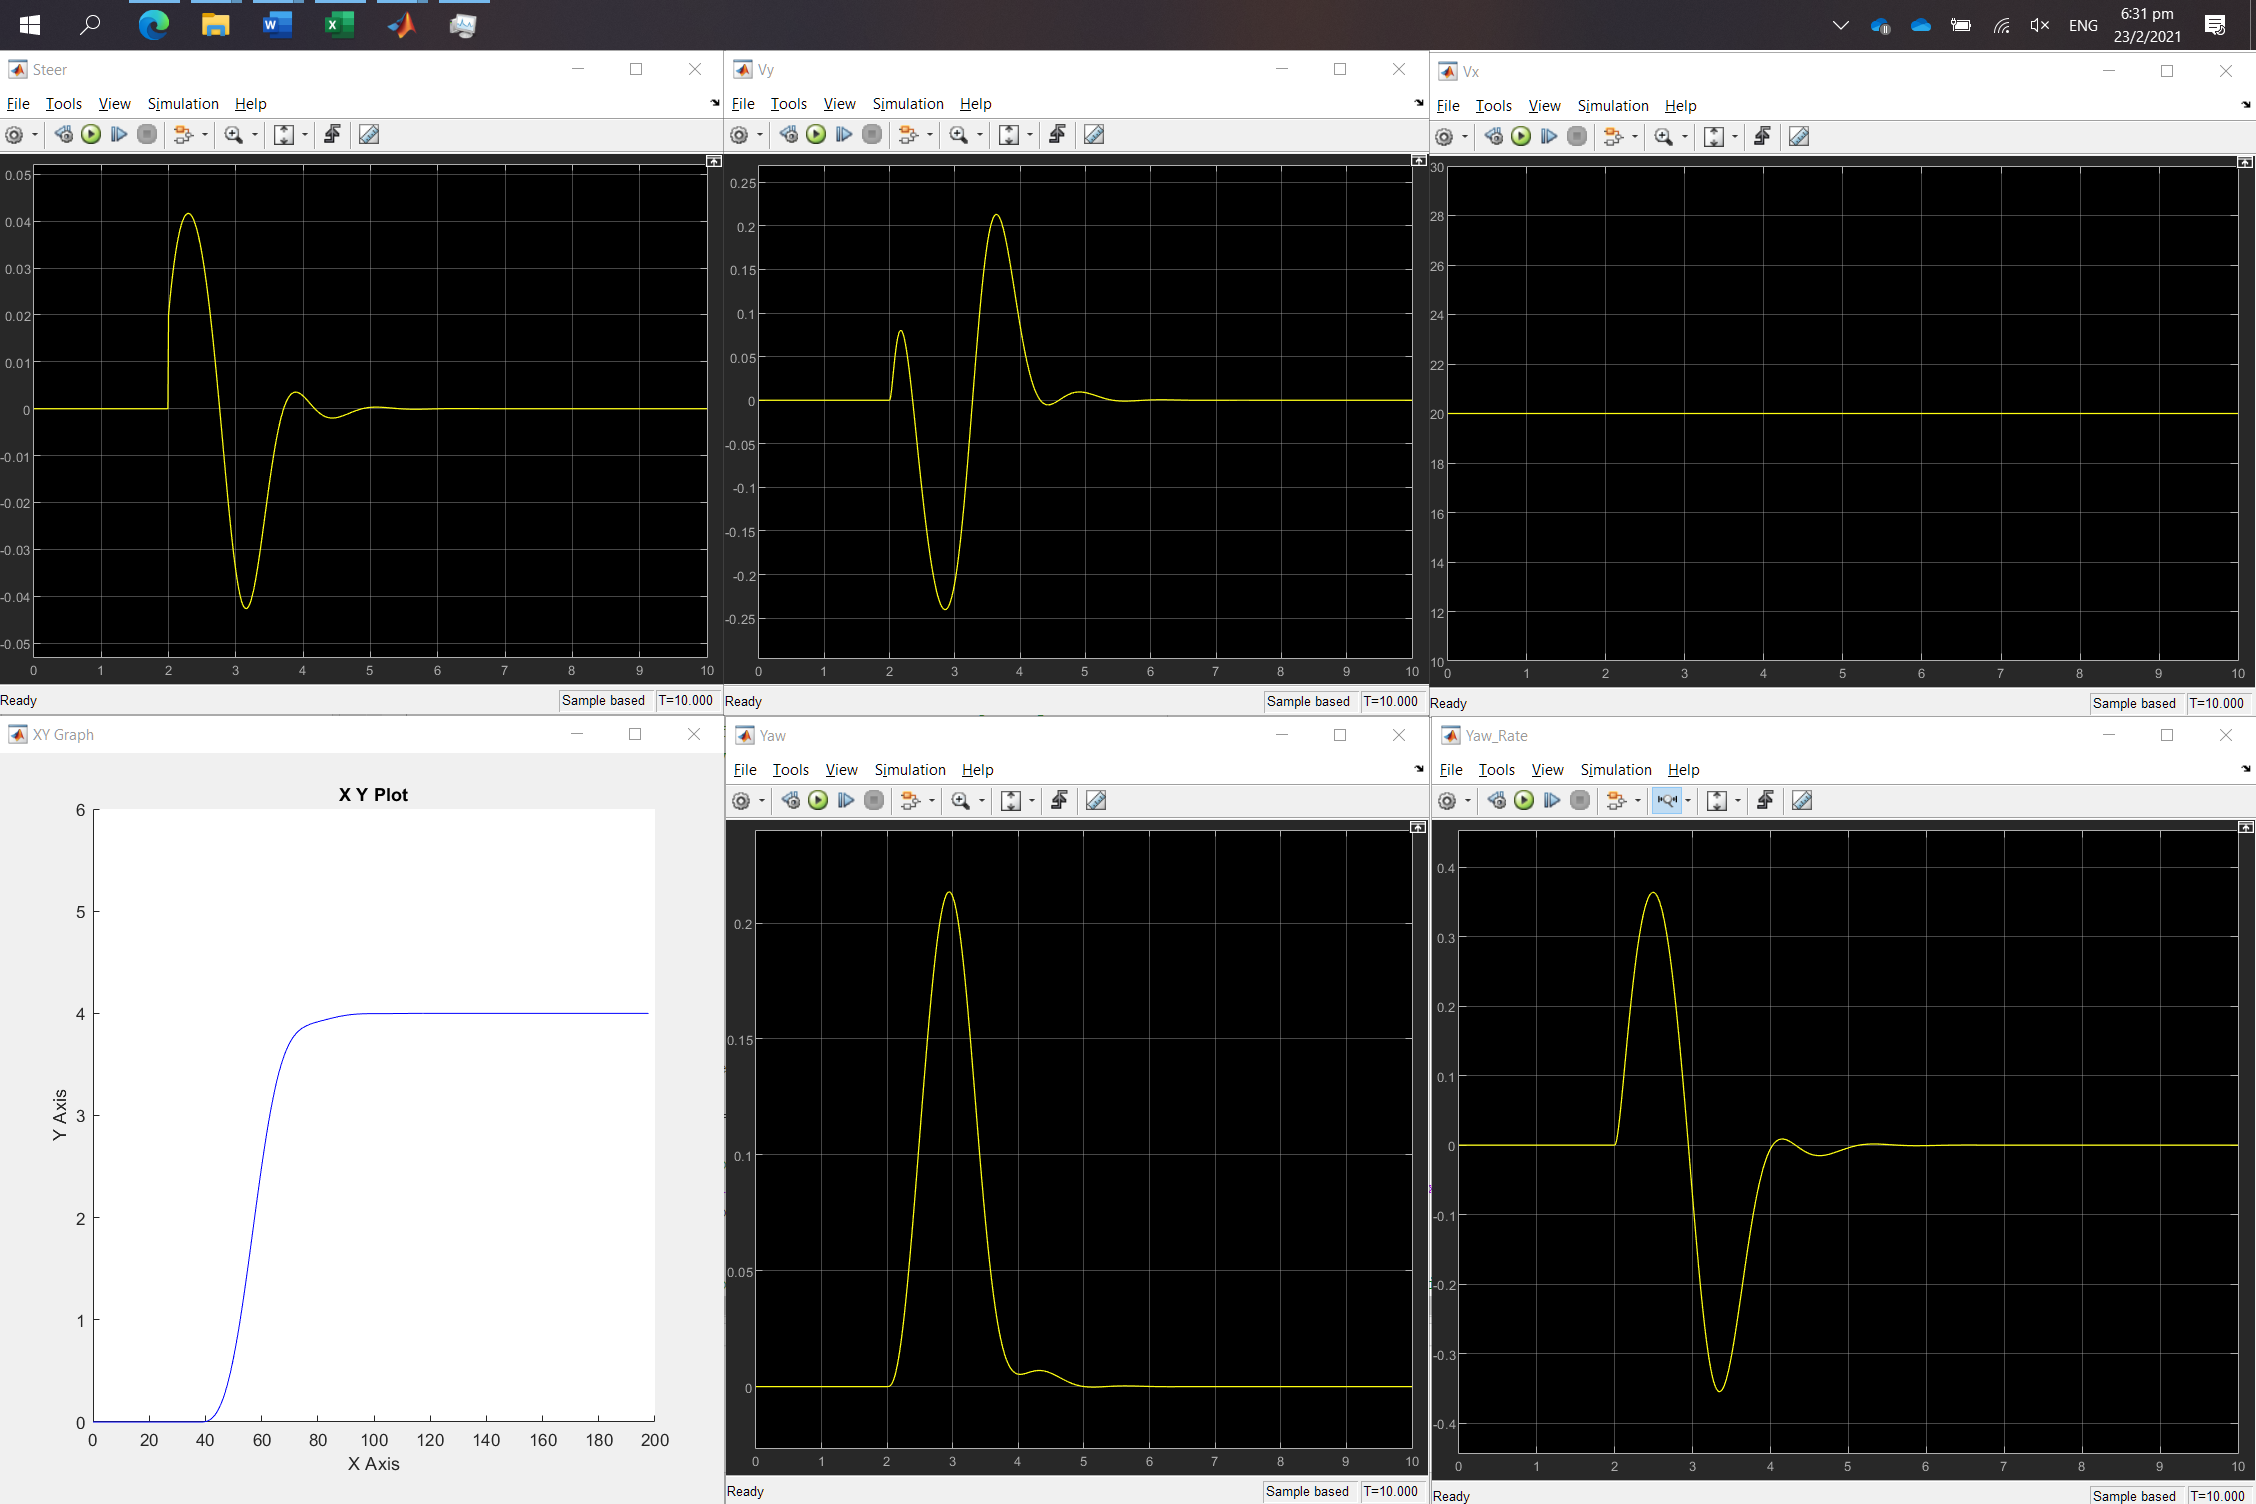 ENG
6:31 pm
23/2/2021
Steer
File Tools View Simulation Help
0.05
0.04
0.03
0.02
0.01
0
-0.01
-0.02
-0.03
-0.04
-0.05
0 1 2 3 4 5 6 7 8 9 10
Ready Sample based T=10.000
Vy
File Tools View Simulation Help
0.25
0.2
0.15
0.1
0.05
0
-0.05
-0.1
-0.15
-0.2
-0.25
0 1 2 3 4 5 6 7 8 9 10
Ready Sample based T=10.000
Vx
File Tools View Simulation Help
30
28
26
24
22
20
18
16
14
12
10
0 1 2 3 4 5 6 7 8 9 10
Ready Sample based T=10.000
XY Graph
X Y Plot
6
5
4
3
2
1
0
Y Axis
0 20 40 60 80 100 120 140 160 180 200
X Axis
Yaw
File Tools View Simulation Help
0.2
0.15
0.1
0.05
0
0 1 2 3 4 5 6 7 8 9 10
Ready Sample based T=10.000
Yaw_Rate
File Tools View Simulation Help
0.4
0.3
0.2
0.1
0
-0.1
-0.2
-0.3
-0.4
0 1 2 3 4 5 6 7 8 9 10
Ready Sample based T=10.000